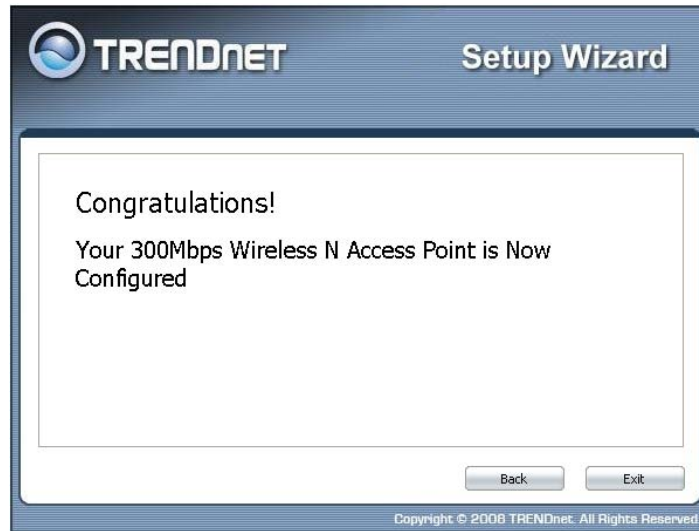 TRENDNET
Setup Wizard
Congratulations!
Your 300Mbps Wireless N Access Point is Now
Configured
Back
Exit
Copyright © 2008 TRENDnet. All Rights Reserved